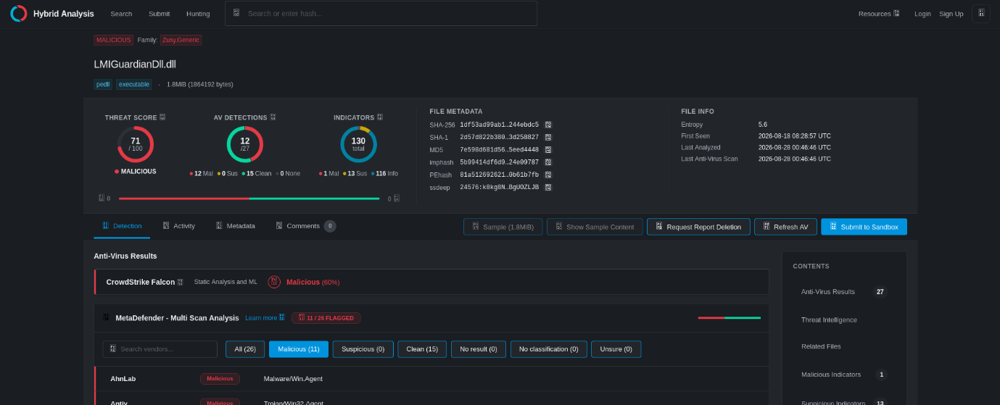 Hybrid Analysis
Search
Submit
Hunting
Search or enter hash...
Resources
Login
Sign Up
MALICIOUS Family: Zusy.Generic
LMIGuardianDll.dll
pedll executable · 1.8MiB (1864192 bytes)
THREAT SCORE
71
/ 100
MALICIOUS
AV DETECTIONS
12
/27
12 Mal 0 Sus 15 Clean 0 None
INDICATORS
130
total
1 Mal 13 Sus 116 Info
0
0
FILE METADATA
SHA-256 1df53ad99ab1…244ebdc5
SHA-1 2d57d822b380…3d258827
MD5 7e598d681d56…5eed4448
imphash 5b99414df6d9…24e09787
PEhash 81a512692621…0b61b7fb
ssdeep 24576:k8kg8N…BgUOZLJB
FILE INFO
Entropy 5.6
First Seen 2026-08-18 08:28:57 UTC
Last Analyzed 2026-08-28 00:46:46 UTC
Last Anti-Virus Scan 2026-08-28 00:46:46 UTC
Detection
Activity
Metadata
Comments 0
Sample (1.8MiB)
Show Sample Content
Request Report Deletion
Refresh AV
Submit to Sandbox
Anti-Virus Results
CrowdStrike Falcon Static Analysis and ML Malicious (60%)
MetaDefender - Multi Scan Analysis Learn more 11 / 26 FLAGGED
Search vendors...
All (26)
Malicious (11)
Suspicious (0)
Clean (15)
No result (0)
No classification (0)
Unsure (0)
AhnLab Malicious Malware/Win.Agent
Antiy Malicious Trojan/Win32.Agent
CONTENTS
Anti-Virus Results 27
Threat Intelligence
Related Files
Malicious Indicators 1
Suspicious Indicators 13